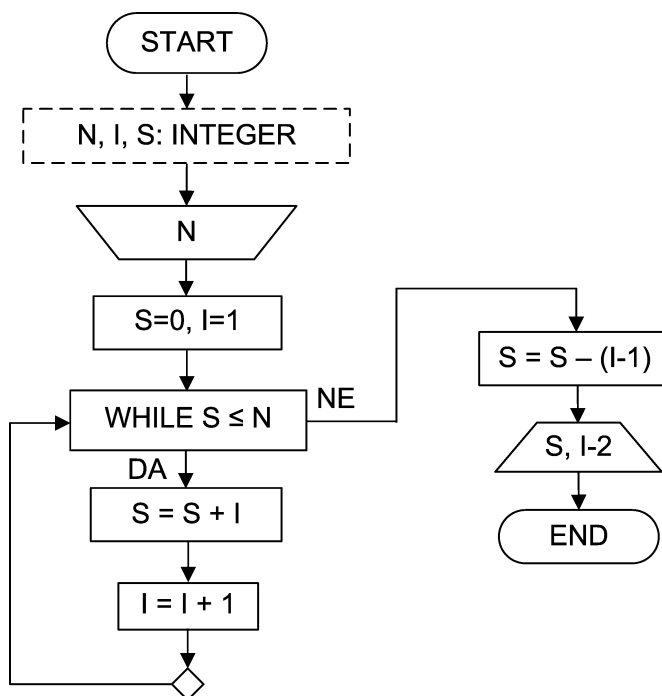 START
N, I, S: INTEGER
N
S=0, I=1
WHILE S ≤ N
NE
DA
S = S + I
I = I + 1
S = S – (I-1)
S, I-2
END